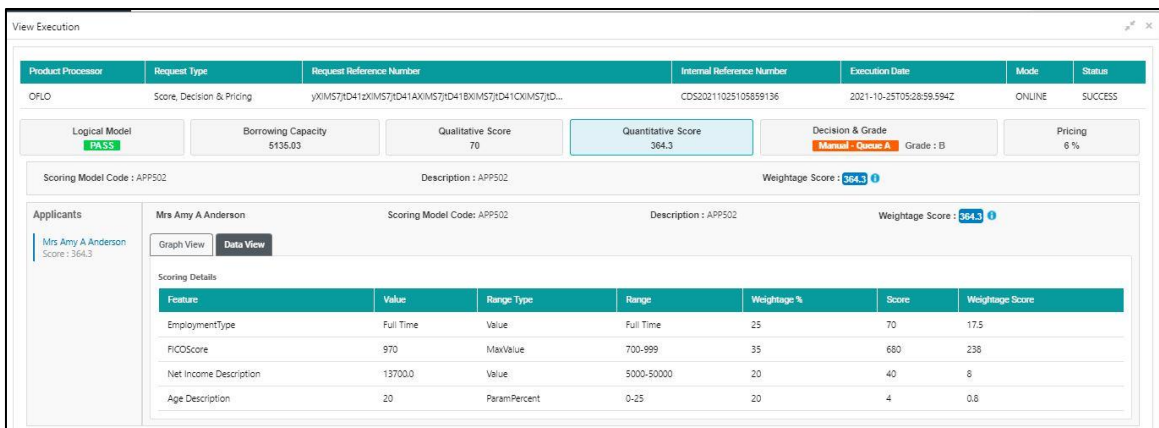 View Execution
Product Processor Request Type Request Reference Number Internal Reference Number Execution Date Mode Status
OFLO Score, Decision & Pricing yXIMS7jtD41zXIMS7jtD41AXIMS7jtD41BXIMS7jtD41CXIMS7jtD... CDS20211025105859136 2021-10-25T05:28:59.594Z ONLINE SUCCESS
Logical Model Borrowing Capacity Qualitative Score Quantitative Score Decision & Grade Pricing
PASS 5135.03 70 364.3 Manual - Queue A Grade : B 6 %
Scoring Model Code : APP502 Description : APP502 Weightage Score : 364.3
Applicants Mrs Amy A Anderson Scoring Model Code: APP502 Description : APP502 Weightage Score : 364.3
Mrs Amy A Anderson
Score : 364.3
Graph View Data View
Scoring Details
Feature Value Range Type Range Weightage % Score Weightage Score
EmploymentType Full Time Value Full Time 25 70 17.5
FICOScore 970 MaxValue 700-999 35 680 238
Net Income Description 13700.0 Value 5000-50000 20 40 8
Age Description 20 ParamPercent 0-25 20 4 0.8